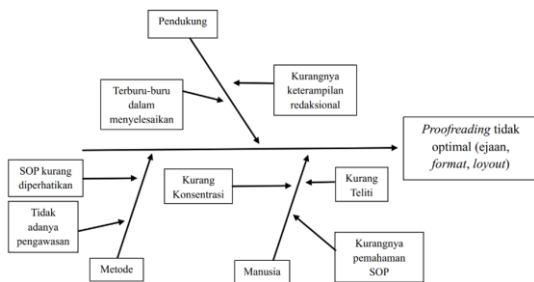 Pendukung
Terburu-buru
dalam
menyelesaikan
Kurangnya
keterampilan
redaksional
Proofreading tidak
optimal (ejaan,
format, loyout)
SOP kurang
diperhatikan
Kurang
Konsentrasi
Kurang
Teliti
Tidak
adanya
pengawasan
Kurangnya
pemahaman
SOP
Metode
Manusia